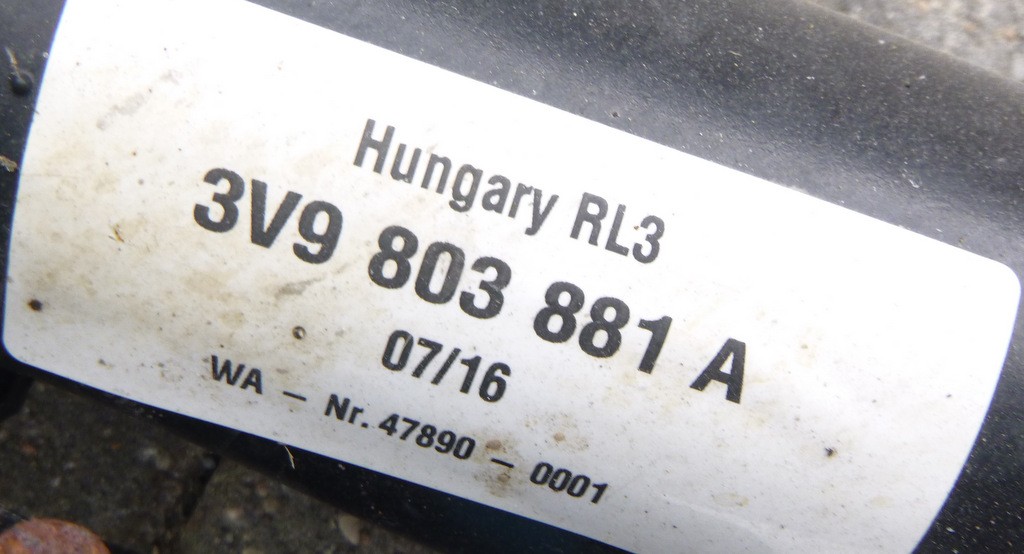 Hungary RL3
3V9 803 881 A
07/16
WA - Nr. 47890 - 0001